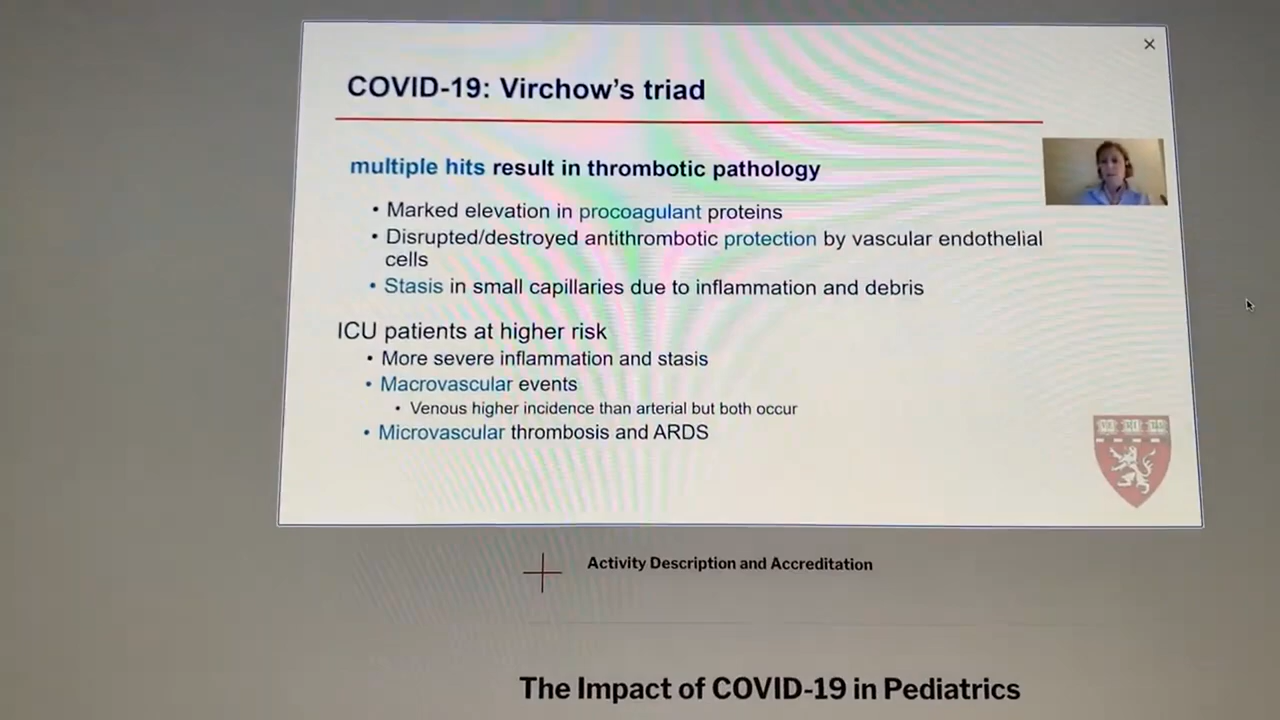 COVID-19: Virchow's triad
multiple hits result in thrombotic pathology
• Marked elevation in procoagulant proteins
• Disrupted/destroyed antithrombotic protection by vascular endothelial
cells
• Stasis in small capillaries due to inflammation and debris
ICU patients at higher risk
• More severe inflammation and stasis
• Macrovascular events
• Venous higher incidence than arterial but both occur
• Microvascular thrombosis and ARDS
Activity Description and Accreditation
The Impact of COVID-19 in Pediatrics